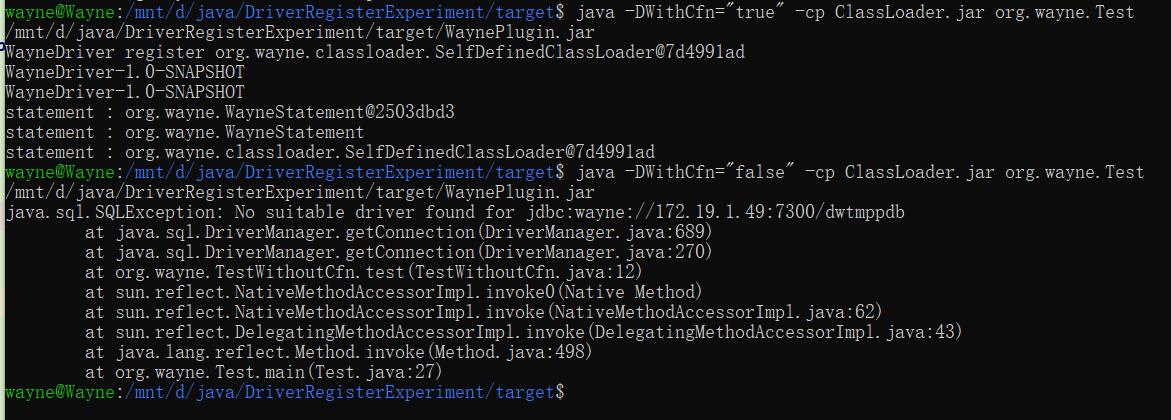 wayne@Wayne:/mnt/d/java/DriverRegisterExperiment/target$ java -DWithCfn="true" -cp ClassLoader.jar org.wayne.Test
/mnt/d/java/DriverRegisterExperiment/target/WaynePlugin.jar
WayneDriver register org.wayne.classloader.SelfDefinedClassLoader@7d4991ad
WayneDriver-1.0-SNAPSHOT
WayneDriver-1.0-SNAPSHOT
statement : org.wayne.WayneStatement@2503dbd3
statement : org.wayne.WayneStatement
statement : org.wayne.classloader.SelfDefinedClassLoader@7d4991ad
wayne@Wayne:/mnt/d/java/DriverRegisterExperiment/target$ java -DWithCfn="false" -cp ClassLoader.jar org.wayne.Test
/mnt/d/java/DriverRegisterExperiment/target/WaynePlugin.jar
java.sql.SQLException: No suitable driver found for jdbc:wayne://172.19.1.49:7300/dwtmppdb
at java.sql.DriverManager.getConnection(DriverManager.java:689)
at java.sql.DriverManager.getConnection(DriverManager.java:270)
at org.wayne.TestWithoutCfn.test(TestWithoutCfn.java:12)
at sun.reflect.NativeMethodAccessorImpl.invoke0(Native Method)
at sun.reflect.NativeMethodAccessorImpl.invoke(NativeMethodAccessorImpl.java:62)
at sun.reflect.DelegatingMethodAccessorImpl.invoke(DelegatingMethodAccessorImpl.java:43)
at java.lang.reflect.Method.invoke(Method.java:498)
at org.wayne.Test.main(Test.java:27)
wayne@Wayne:/mnt/d/java/DriverRegisterExperiment/target$